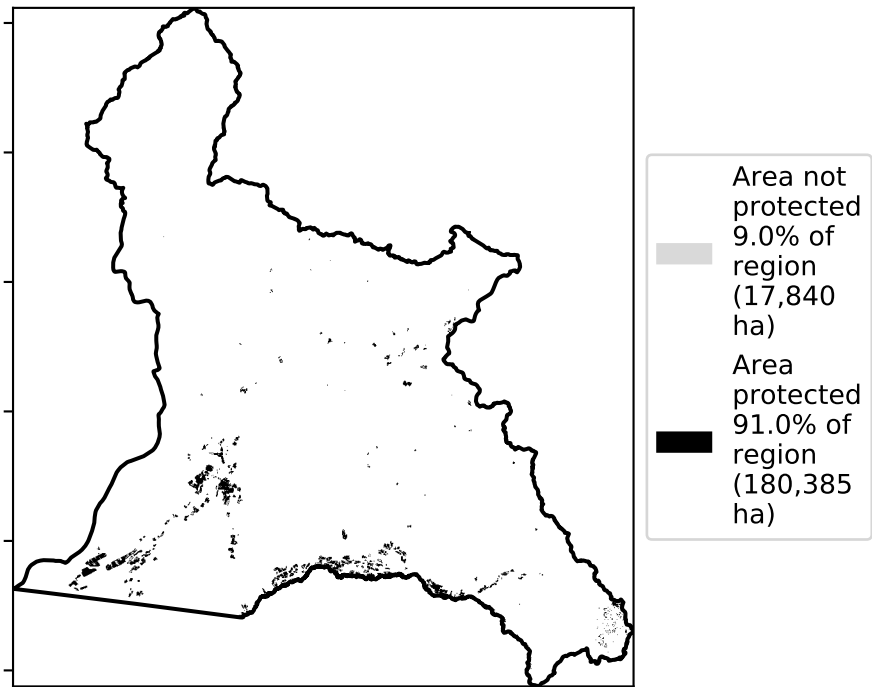 Area not
protected
9.0% of
region
(17,840
ha)
Area
protected
91.0% of
region
(180,385
ha)